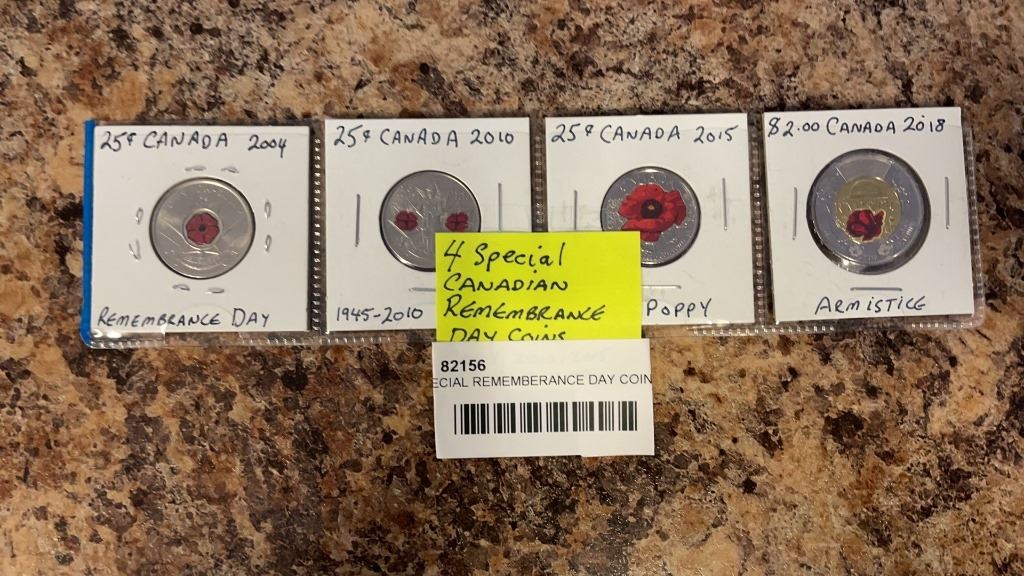 25¢ CANADA 2004
REMEMBRANCE DAY
25¢ CANADA 2010
1945-2010
25¢ CANADA 2015
POPPY
$2.00 CANADA 2018
ARMISTICE
4 Special
CANADIAN
REMEMBRANCE
DAY COINS
82156
ECIAL REMEMBERANCE DAY COIN